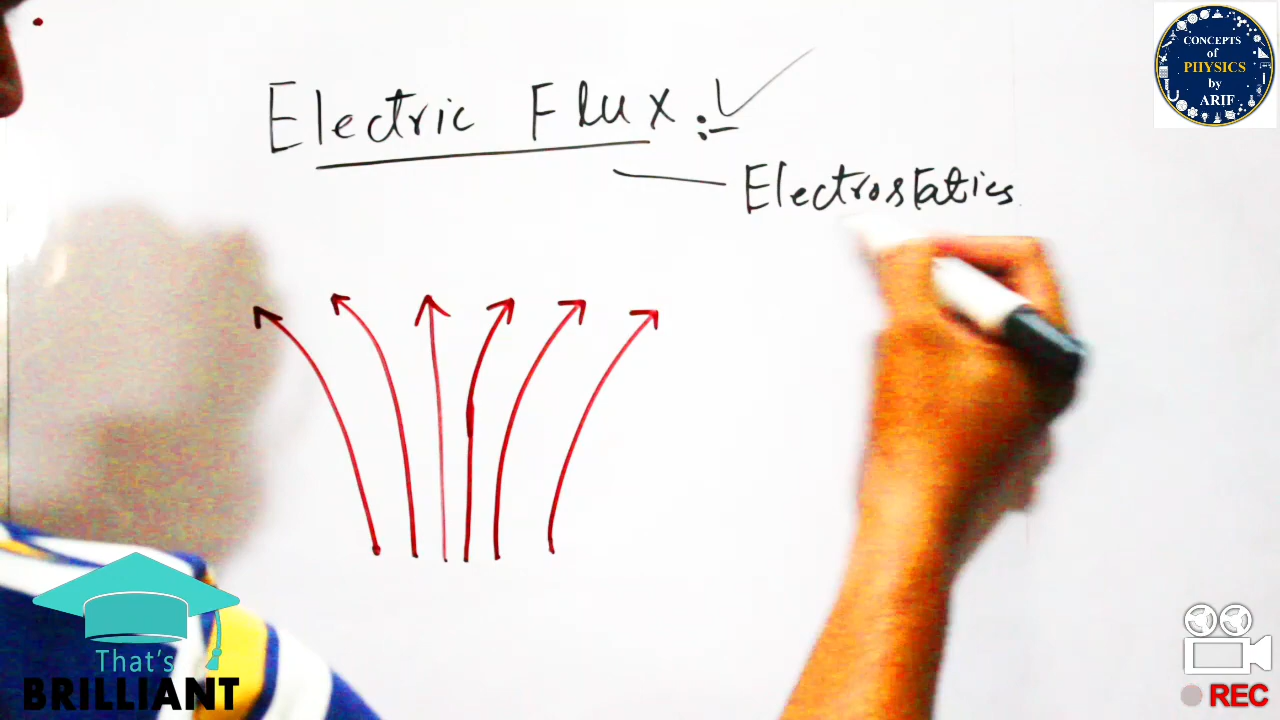 Electric Flux :-
Electrostatics
CONCEPTS
of
PHYSICS
by
ARIF
That's
BRILLIANT
REC